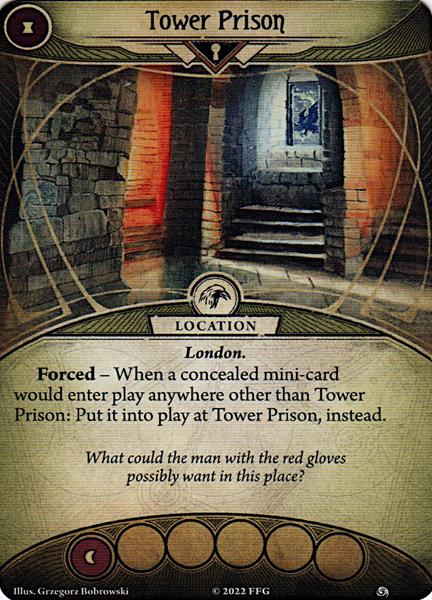 Tower Prison
LOCATION
London.
Forced – When a concealed mini-card
would enter play anywhere other than Tower
Prison: Put it into play at Tower Prison, instead.
What could the man with the red gloves
possibly want in this place?
Illus. Grzegorz Bobrowski © 2022 FFG